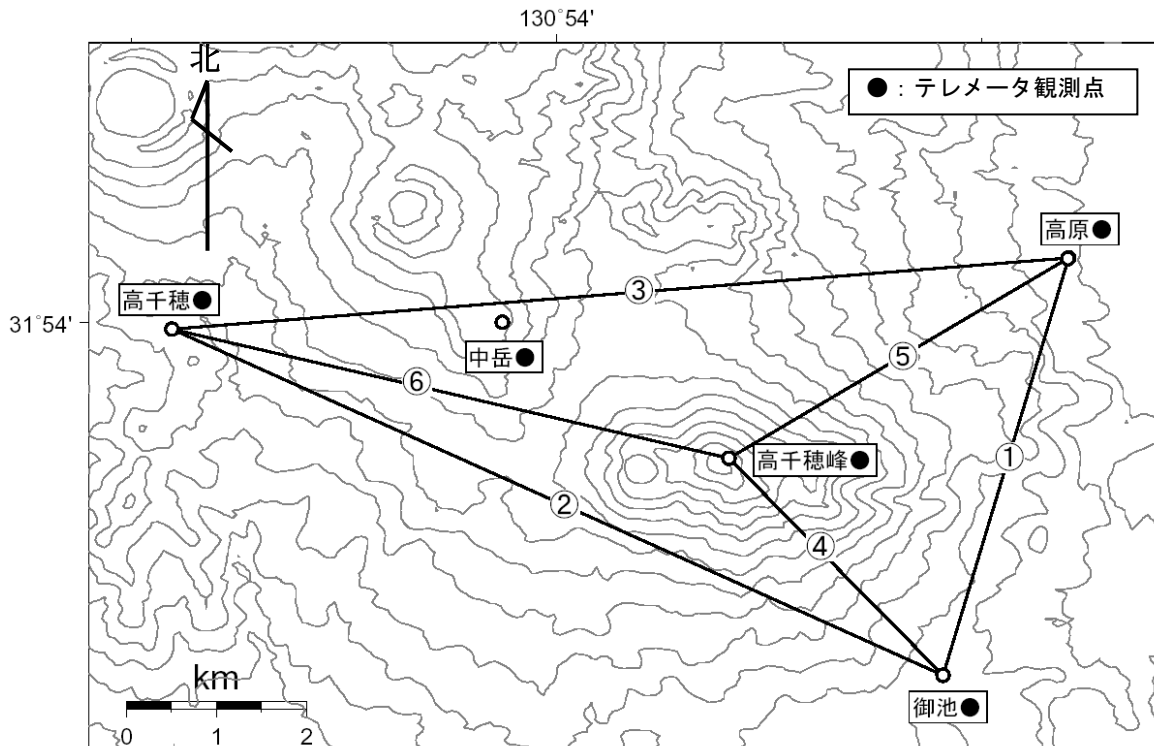 130°54'
北
●：テレメータ観測点
高原●
③
高千穂●
31°54'
中岳●
⑤
⑥
高千穂峰●
①
②
④
km
御池●
0 1 2